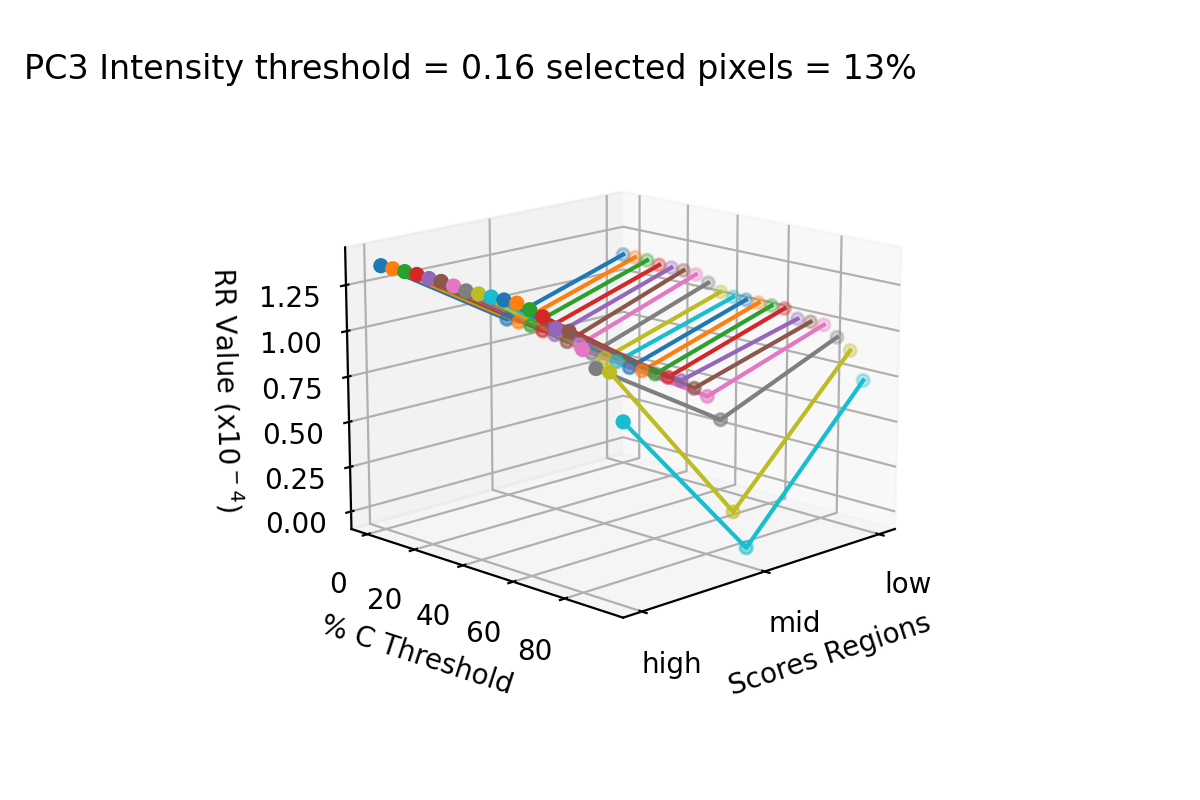 PC3 Intensity threshold = 0.16 selected pixels = 13%
RR Value (x10⁻⁴)
1.25
1.00
0.75
0.50
0.25
0.00
0
20
40
60
80
% C Threshold
high
mid
low
Scores Regions